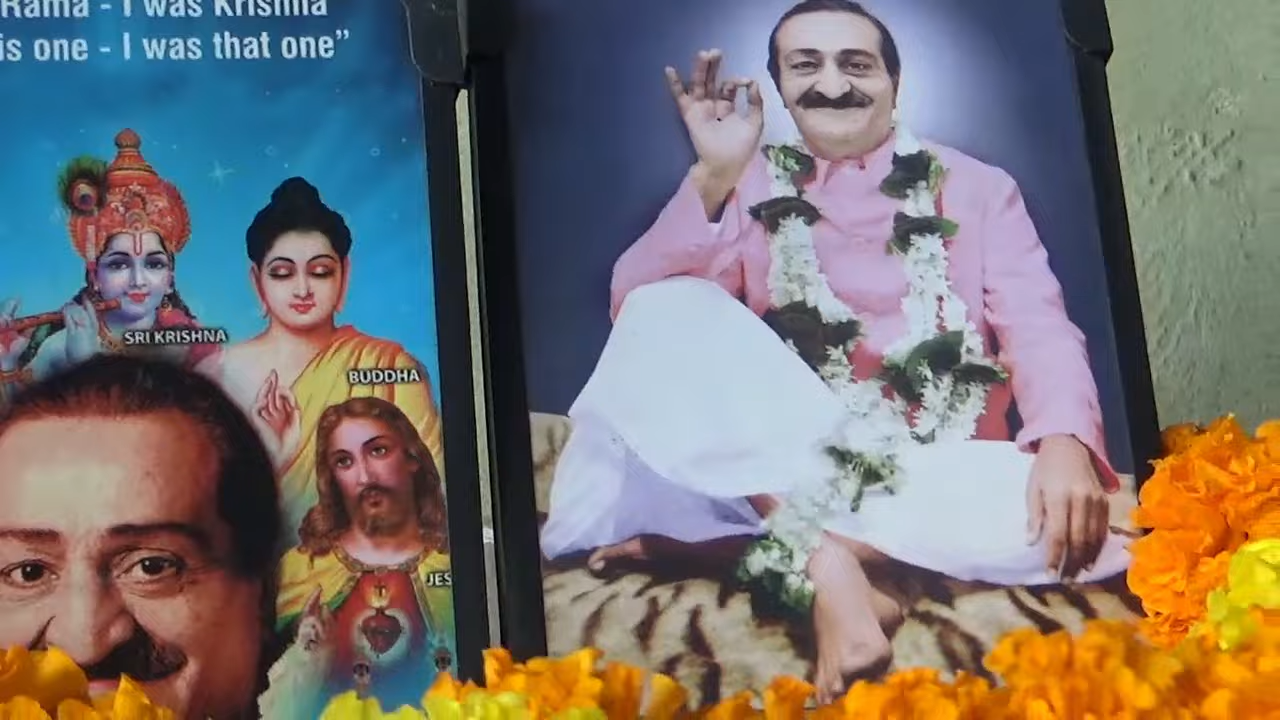 Rama - I was Krishna
is one - I was that one”
SRI KRISHNA
BUDDHA
JES